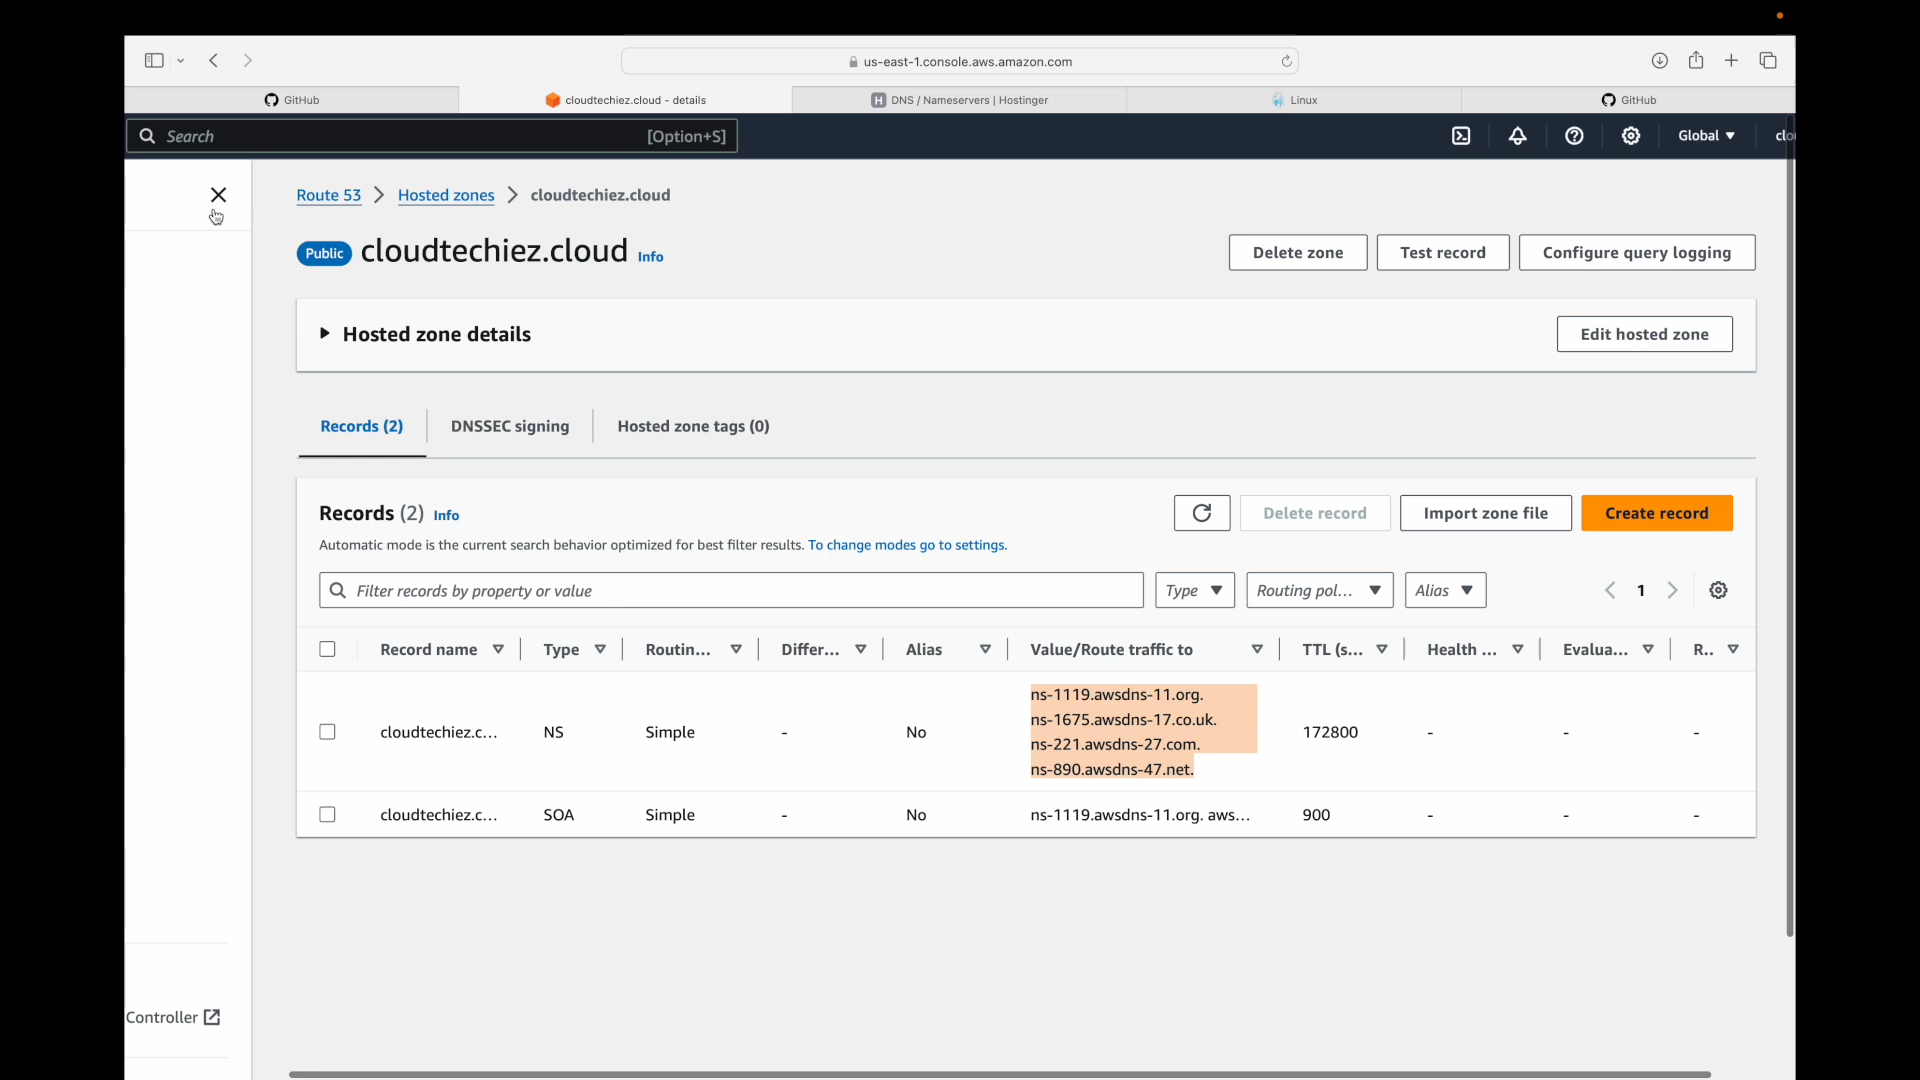 us-east-1.console.aws.amazon.com
GitHub
cloudtechiez.cloud - details
DNS / Nameservers | Hostinger
Linux
GitHub
Search
[Option+S]
Global
clo
Route 53
Hosted zones
cloudtechiez.cloud
Public
cloudtechiez.cloud
Info
Delete zone
Test record
Configure query logging
Hosted zone details
Edit hosted zone
Records (2)
DNSSEC signing
Hosted zone tags (0)
Records (2) Info
Delete record
Import zone file
Create record
Automatic mode is the current search behavior optimized for best filter results. To change modes go to settings.
Filter records by property or value
Type
Routing pol...
Alias
1
Record name
Type
Routin...
Differ...
Alias
Value/Route traffic to
TTL (s...
Health ...
Evalua...
R..
cloudtechiez.c...
NS
Simple
-
No
ns-1119.awsdns-11.org.
ns-1675.awsdns-17.co.uk.
ns-221.awsdns-27.com.
ns-890.awsdns-47.net.
172800
-
-
-
cloudtechiez.c...
SOA
Simple
-
No
ns-1119.awsdns-11.org. aws...
900
-
-
-
Controller